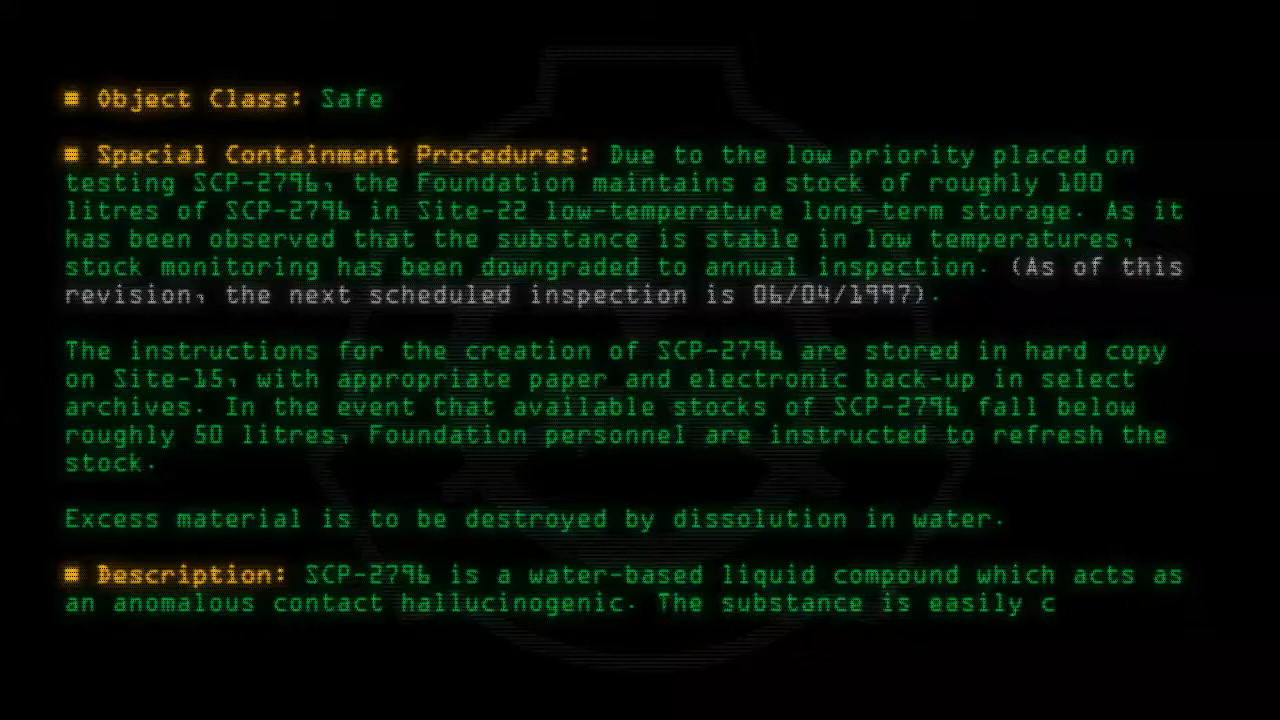 ■ Object Class: Safe
■ Special Containment Procedures: Due to the low priority placed on
testing SCP-2796, the Foundation maintains a stock of roughly 100
litres of SCP-2796 in Site-22 low-temperature long-term storage. As it
has been observed that the substance is stable in low temperatures,
stock monitoring has been downgraded to annual inspection. (As of this
revision, the next scheduled inspection is 06/04/1997).
The instructions for the creation of SCP-2796 are stored in hard copy
on Site-15, with appropriate paper and electronic back-up in select
archives. In the event that available stocks of SCP-2796 fall below
roughly 50 litres, Foundation personnel are instructed to refresh the
stock.
Excess material is to be destroyed by dissolution in water.
■ Description: SCP-2796 is a water-based liquid compound which acts as
an anomalous contact hallucinogenic. The substance is easily c